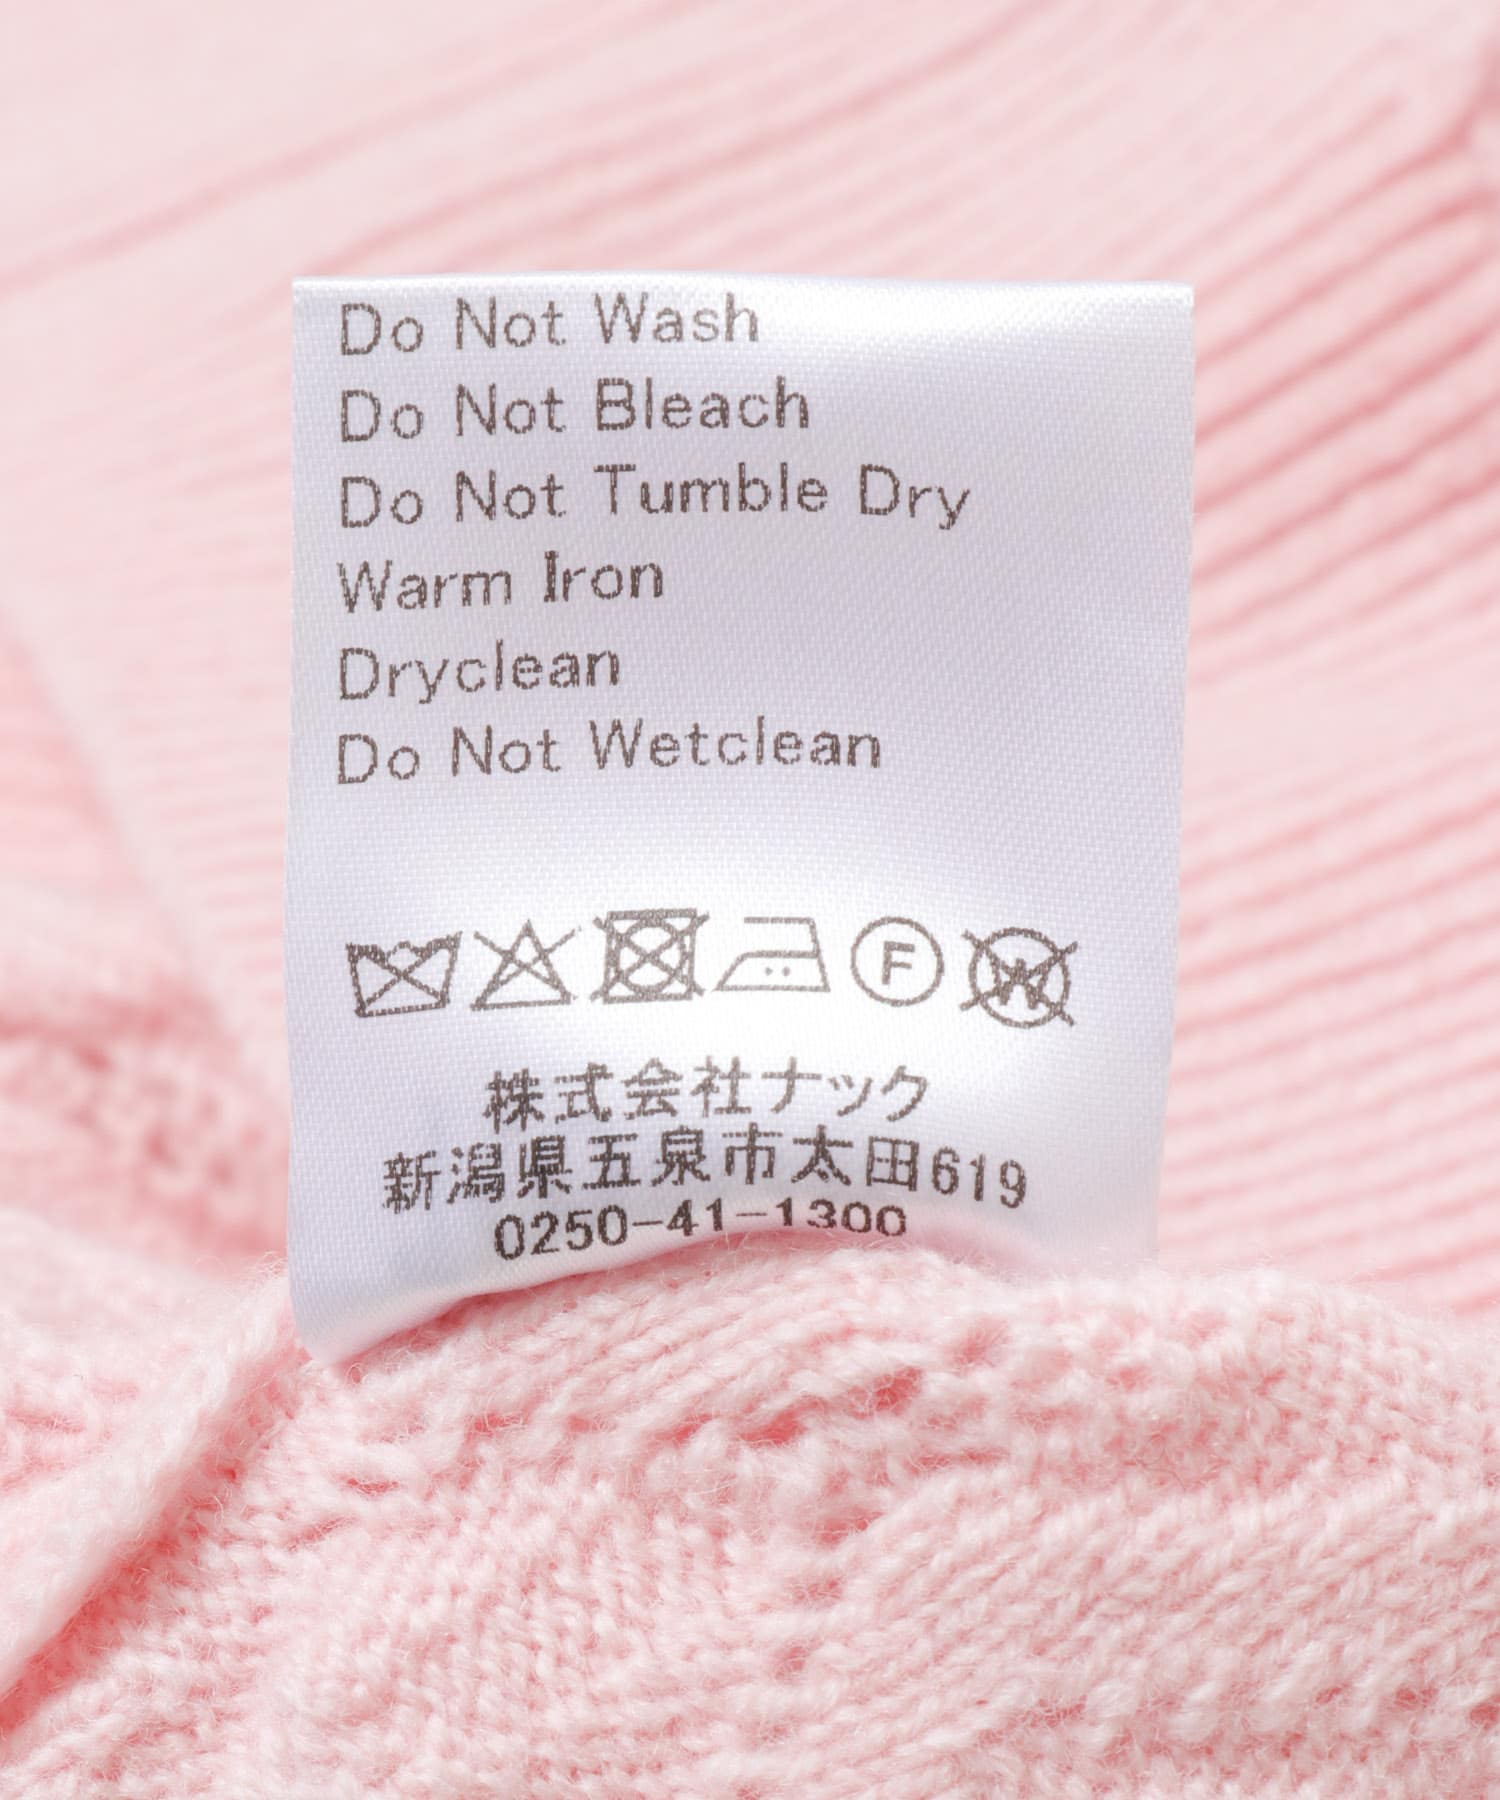 Do Not Wash
Do Not Bleach
Do Not Tumble Dry
Warm Iron
Dryclean
Do Not Wetclean
F W
株式会社ナック
新潟県五泉市太田619
0250-41-1300